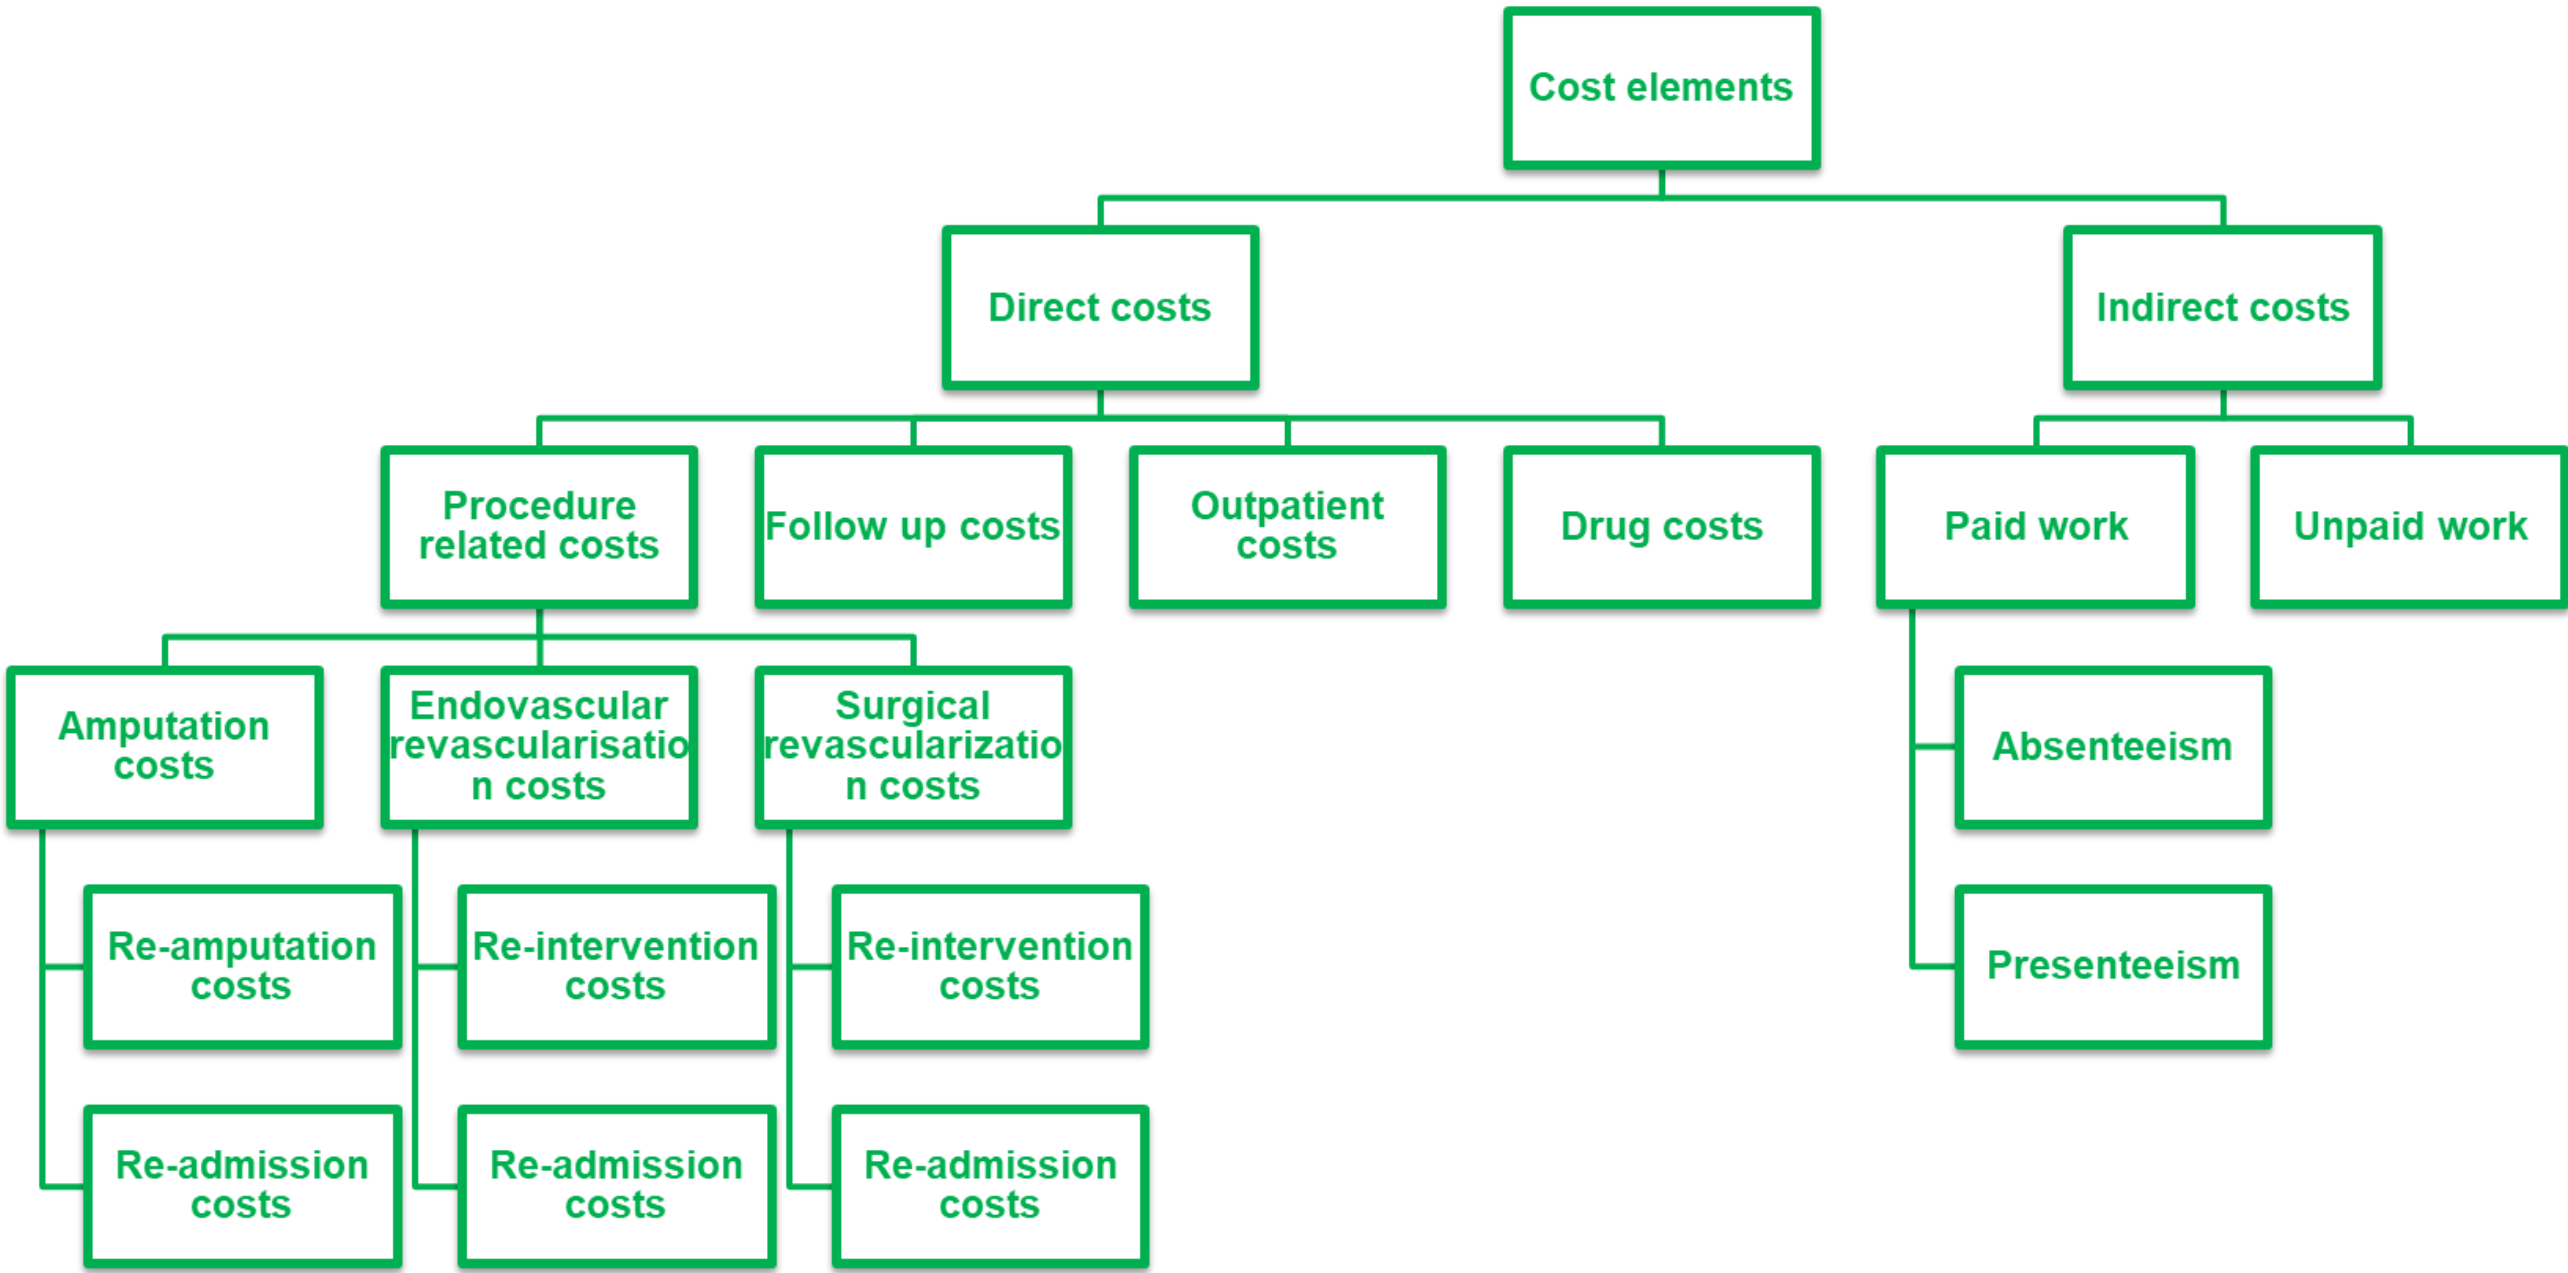 Cost elements
Direct costs
Indirect costs
Procedure
related costs
Follow up costs
Outpatient
costs
Drug costs
Paid work
Unpaid work
Amputation
costs
Endovascular
revascularisatio
n costs
Surgical
revascularizatio
n costs
Absenteeism
Re-amputation
costs
Re-intervention
costs
Re-intervention
costs
Presenteeism
Re-admission
costs
Re-admission
costs
Re-admission
costs